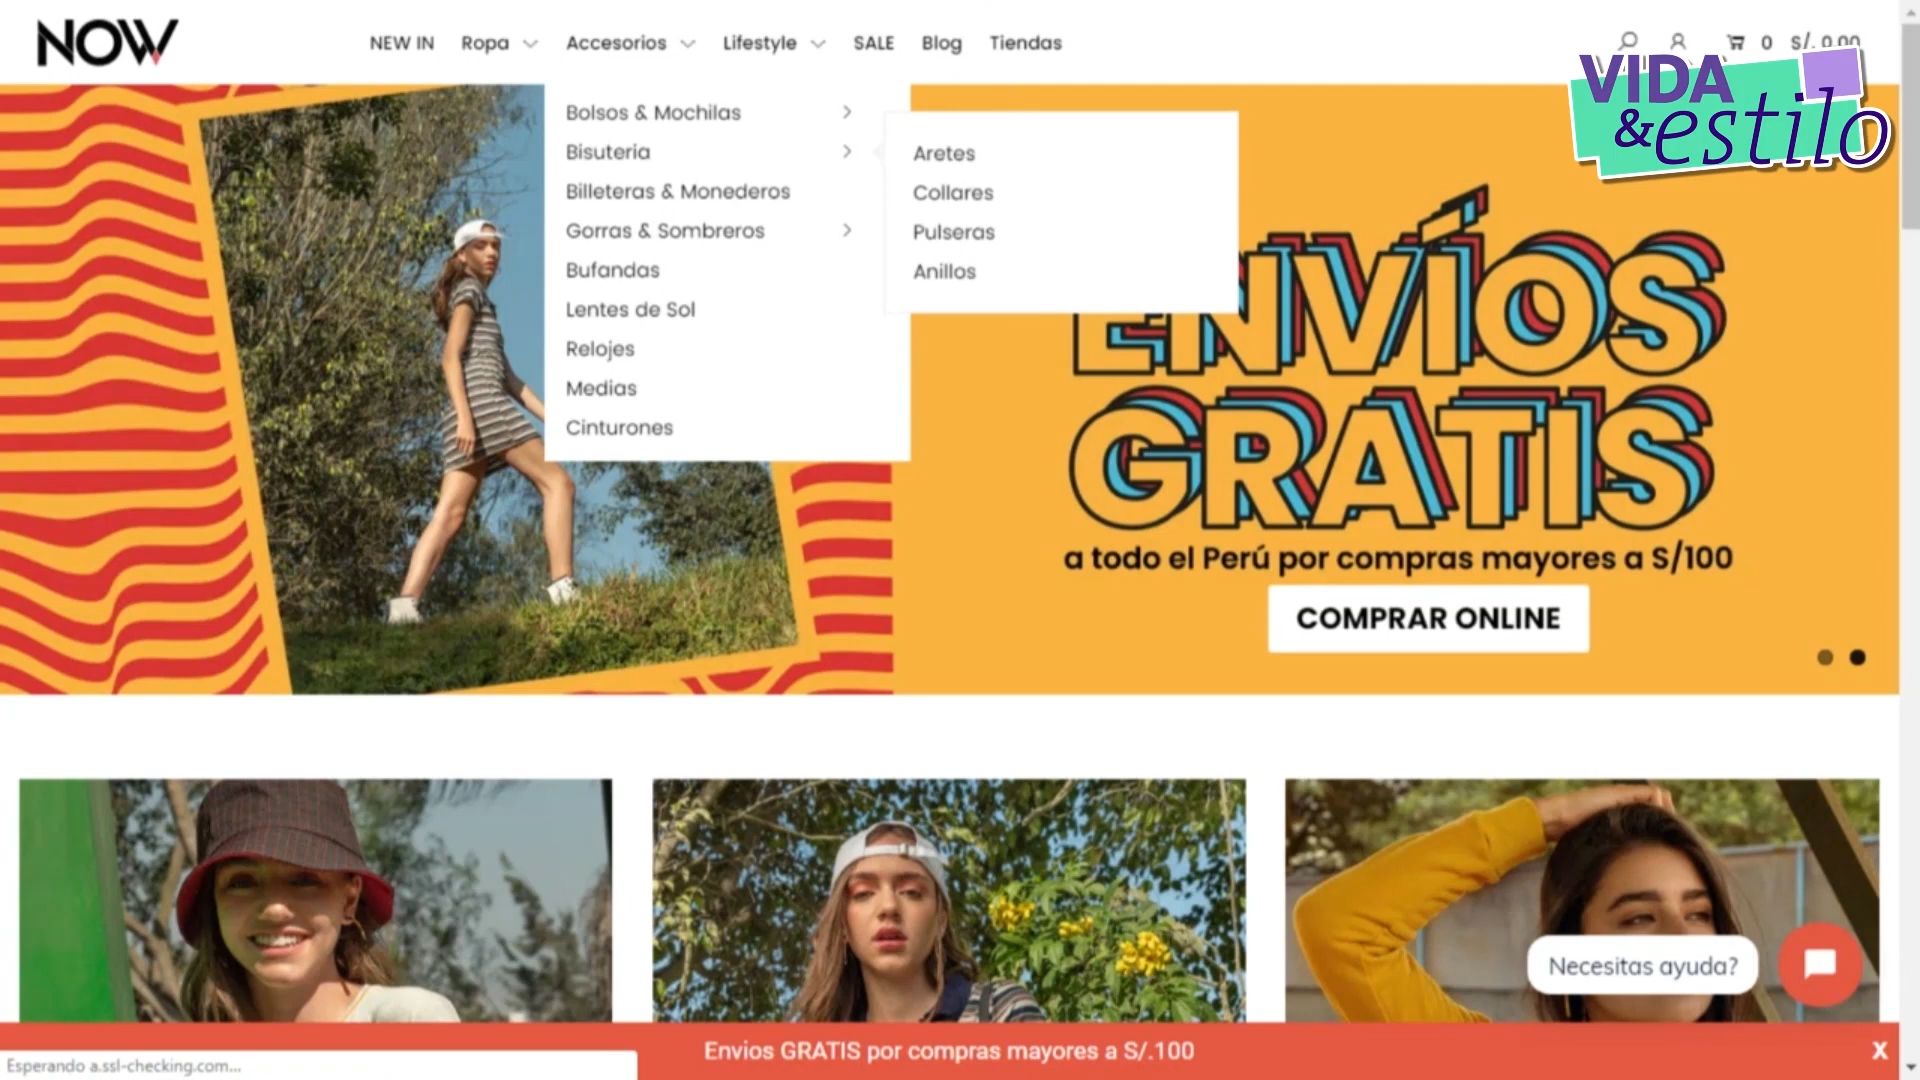 NOW
NEW IN
Ropa
Accesorios
Lifestyle
SALE
Blog
Tiendas
0
S/. 0.00
VIDA
&estilo
Bolsos & Mochilas
Bisuteria
Billeteras & Monederos
Gorras & Sombreros
Bufandas
Lentes de Sol
Relojes
Medias
Cinturones
Aretes
Collares
Pulseras
Anillos
ENVÍOS
GRATIS
a todo el Perú por compras mayores a S/100
COMPRAR ONLINE
Necesitas ayuda?
Envios GRATIS por compras mayores a S/.100
X
Esperando a.ssl-checking.com...